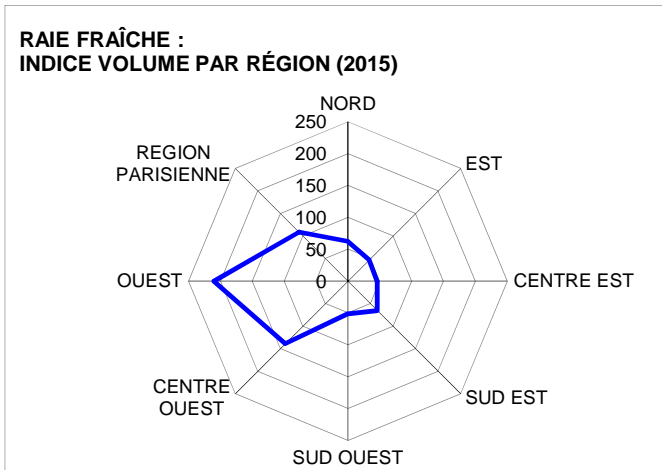 RAIE FRAÎCHE :
INDICE VOLUME PAR RÉGION (2015)
NORD
250
200
150
100
50
0
EST
CENTRE EST
SUD EST
SUD OUEST
CENTRE
OUEST
OUEST
REGION
PARISIENNE